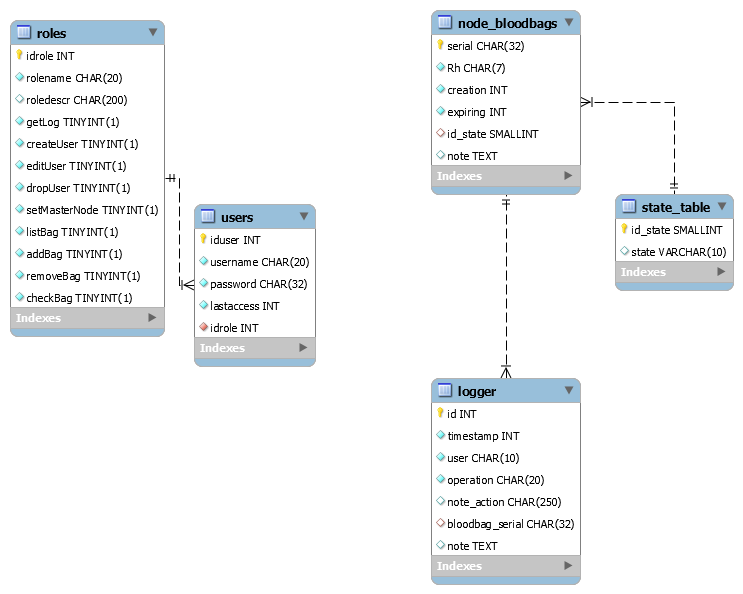 roles
idrole INT
rolename CHAR(20)
roledescr CHAR(200)
getLog TINYINT(1)
createUser TINYINT(1)
editUser TINYINT(1)
dropUser TINYINT(1)
setMasterNode TINYINT(1)
listBag TINYINT(1)
addBag TINYINT(1)
removeBag TINYINT(1)
checkBag TINYINT(1)
Indexes
users
iduser INT
username CHAR(20)
password CHAR(32)
lastaccess INT
idrole INT
Indexes
node_bloodbags
serial CHAR(32)
Rh CHAR(7)
creation INT
expiring INT
id_state SMALLINT
note TEXT
Indexes
state_table
id_state SMALLINT
state VARCHAR(10)
Indexes
logger
id INT
timestamp INT
user CHAR(10)
operation CHAR(20)
note_action CHAR(250)
bloodbag_serial CHAR(32)
note TEXT
Indexes